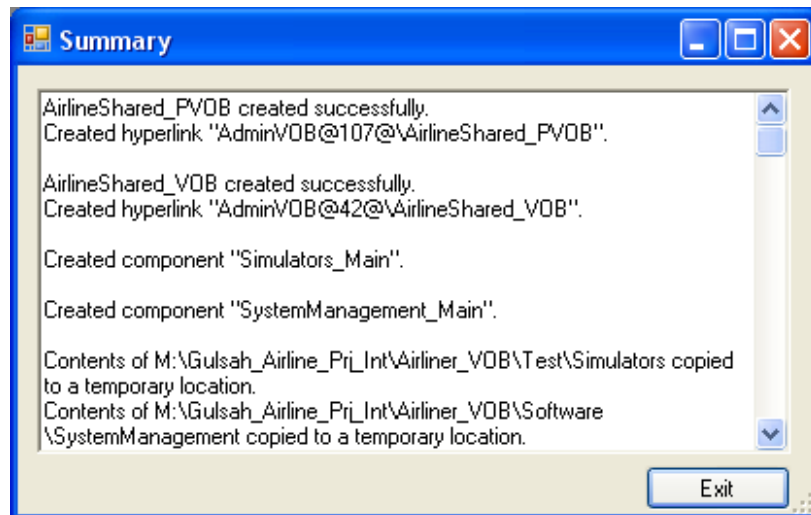 Summary
AirlineShared_PVOB created successfully.
Created hyperlink "AdminVOB@107@\AirlineShared_PVOB".
AirlineShared_VOB created successfully.
Created hyperlink "AdminVOB@42@\AirlineShared_VOB".
Created component "Simulators_Main".
Created component "SystemManagement_Main".
Contents of M:\Gulsah_Airline_Prj_Int\Airliner_VOB\Test\Simulators copied
to a temporary location.
Contents of M:\Gulsah_Airline_Prj_Int\Airliner_VOB\Software
\SystemManagement copied to a temporary location.
Exit